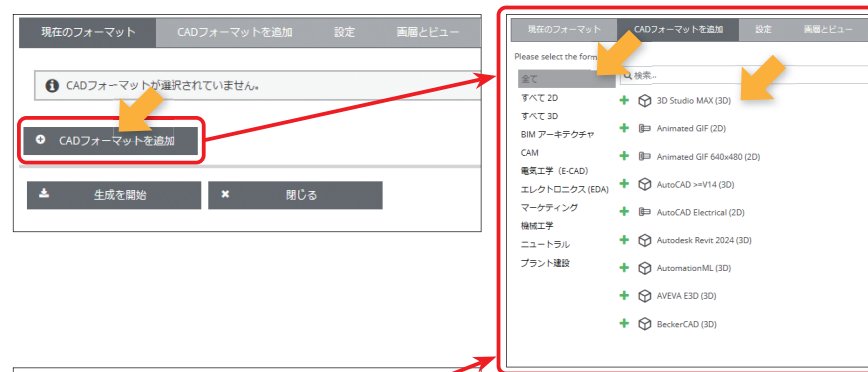 現在のフォーマット CADフォーマットを追加 設定 画層とビュー
CADフォーマットが選択されていません。
CADフォーマットを追加
生成を開始 閉じる
現在のフォーマット CADフォーマットを追加 設定 画層とビュー
Please select the form
全て
すべて 2D
すべて 3D
BIM アーキテクチャ
CAM
電気工学（E-CAD）
エレクトロニクス (EDA)
マーケティング
機械工学
ニュートラル
プラント建設
検索...
3D Studio MAX (3D)
Animated GIF (2D)
Animated GIF 640x480 (2D)
AutoCAD >=V14 (3D)
AutoCAD Electrical (2D)
Autodesk Revit 2024 (3D)
AutomationML (3D)
AVEVA E3D (3D)
BeckerCAD (3D)